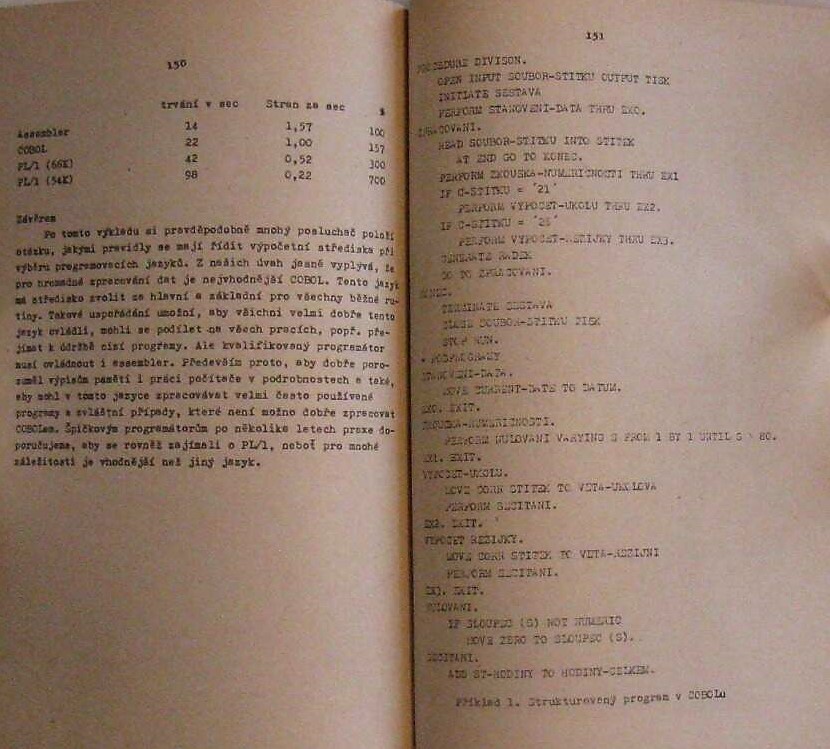 150
trvání v sec Stran za sec %
Assembler 14 1,57 100
COBOL 22 1,00 157
PL/1 (66K) 42 0,52 300
PL/1 (54K) 98 0,22 700
Závěrem
Po tomto výkladu si pravděpodobně mnohý posluchač položí
otázku, jakými pravidly se mají řídit výpočetní střediska při
výběru programovacích jazyků. Z našich úvah jasně vyplývá, že
pro hromadné zpracování dat je nejvhodnější COBOL. Tento jazyk
má středisko zvolit za hlavní a základní pro všechny běžné ru-
tiny. Takové uspořádání umožní, aby všichni velmi dobře tento
jazyk ovládli, mohli se podílet na všech pracích, popř. pře-
jímat k údržbě cizí programy. Ale kvalifikovaný programátor
musí ovládnout i assembler. Především proto, aby dobře poro-
zuměl výpisům pamětí i práci počítače v podrobnostech a také,
aby mohl v tomto jazyce zpracovávat velmi často používané
programy a zvláštní případy, které není možno dobře zpracovat
COBOLem. Špičkovým programátorům po několika letech praxe do-
poručujeme, aby se rovněž zajímali o PL/1, neboť pro mnohé
záležitosti je vhodnější než jiný jazyk.
151
PROCEDURE DIVISON.
OPEN INPUT SOUBOR-STITKU OUTPUT TISK
INITIATE SESTAVA
PERFORM STANOVENI-DATA THRU EXO.
ZPRACOVANI.
READ SOUBOR-STITKU INTO STITEK
AT END GO TO KONEC.
PERFORM ZKOUSKA-NUMERICNOSTI THRU EX1
IF C-STITKU = '21'
PERFORM VYPOCET-UKOLU THRU EX2.
IF C-STITKU =
PERFORM VYPOCET-REZIJKY THRU EX3.
GENERATE RADEK
GO TO ZPRACOVANI.
KONEC.
TERMINATE SESTAVA
CLOSE SOUBOR-STITKU TISK
STOP RUN.
* PODPROGRAMY
STANOVENI-DATA.
MOVE CURRENT-DATE TO DATUM.
EXO. EXIT.
ZKOUSKA-NUMERICNOSTI.
PERFORM NULOVANI VARYING S FROM 1 BY 1 UNTIL S > 80.
EX1. EXIT.
VYPOCET-UKOLU.
MOVE CORR STITEK TO VETA-UKOLOVA
PERFORM SECITANI.
EX2. EXIT.
VYPOCET REZIJKY.
MOVE CORR STITEK TO VETA-REZIJNI
PERFORM SECITANI.
EX3. EXIT.
NULOVANI.
IF SLOUPEC (S) NOT NUMERIC
MOVE ZERO TO SLOUPEC (S).
SECITANI.
ADD ST-HODINY TO HODINY-CELKEM.
Příklad 1. Strukturovaný program v COBOLu